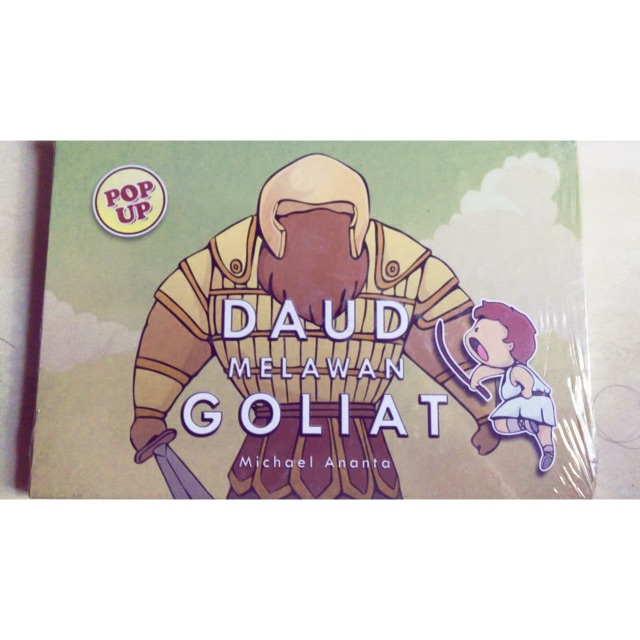 POP
UP
DAUD
MELAWAN
GOLIAT
Michael Ananta